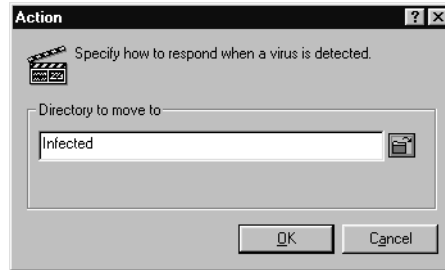 Action
Specify how to respond when a virus is detected.
Directory to move to
Infected
OK
Cancel